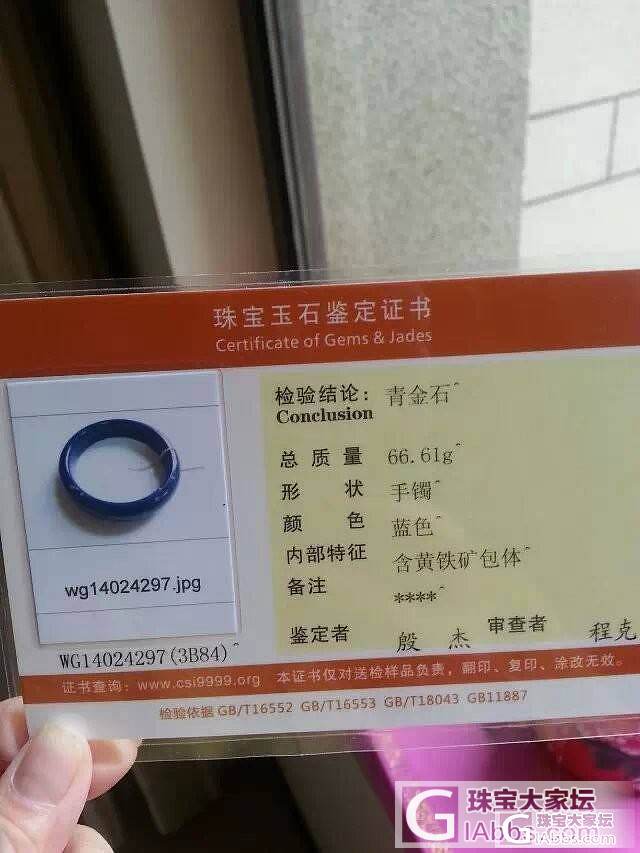 珠宝玉石鉴定证书
Certificate of Gems & Jades
检验结论： 青金石^
Conclusion
总质量 66.61g^
形状 手镯^
颜色 蓝色^
内部特征 含黄铁矿包体^
备注 ****^
鉴定者 殷杰 审查者 程克
wg14024297.jpg
WG14024297(3B84)^
证书查询：www.csi9999.org 本证书仅对送检样品负责，翻印、复印、涂改无效。
检验依据 GB/T16552 GB/T16553 GB/T18043 GB11887
珠宝大家坛
珠宝大家坛